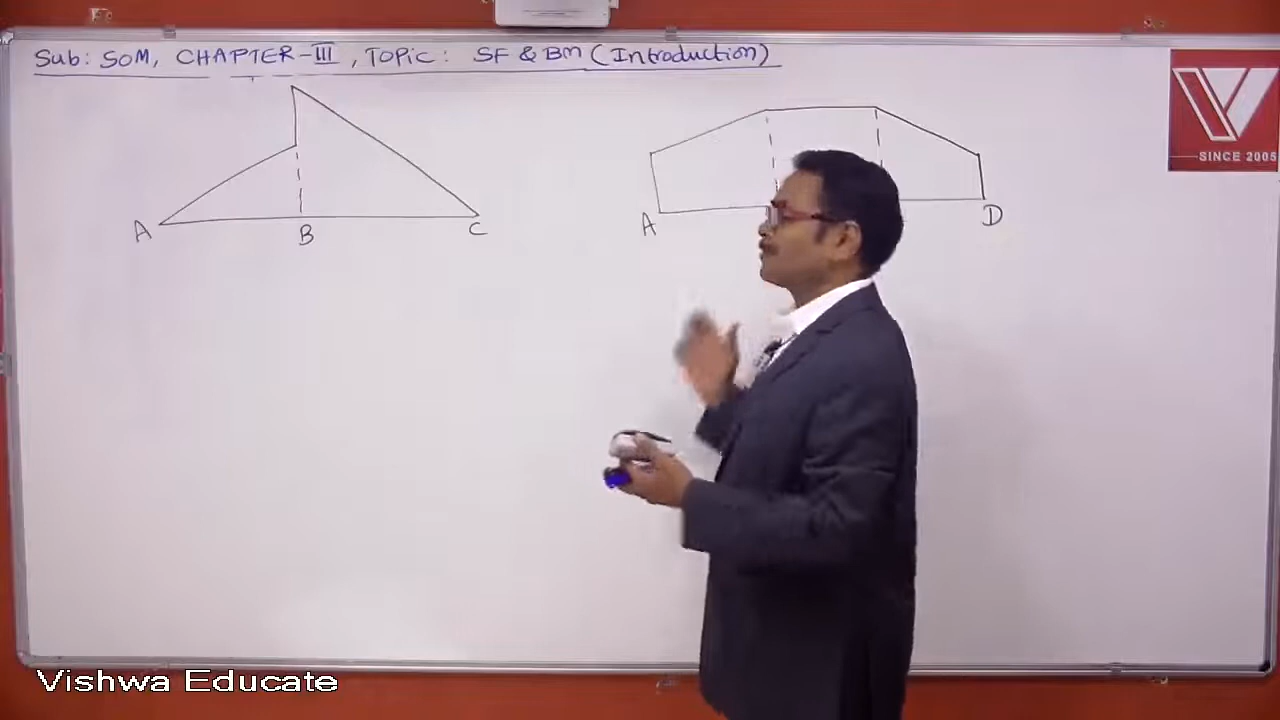 Sub: SOM, CHAPTER-III, TOPIC: SF & BM (Introduction)
SINCE 2005
A B C
A D
Vishwa Educate